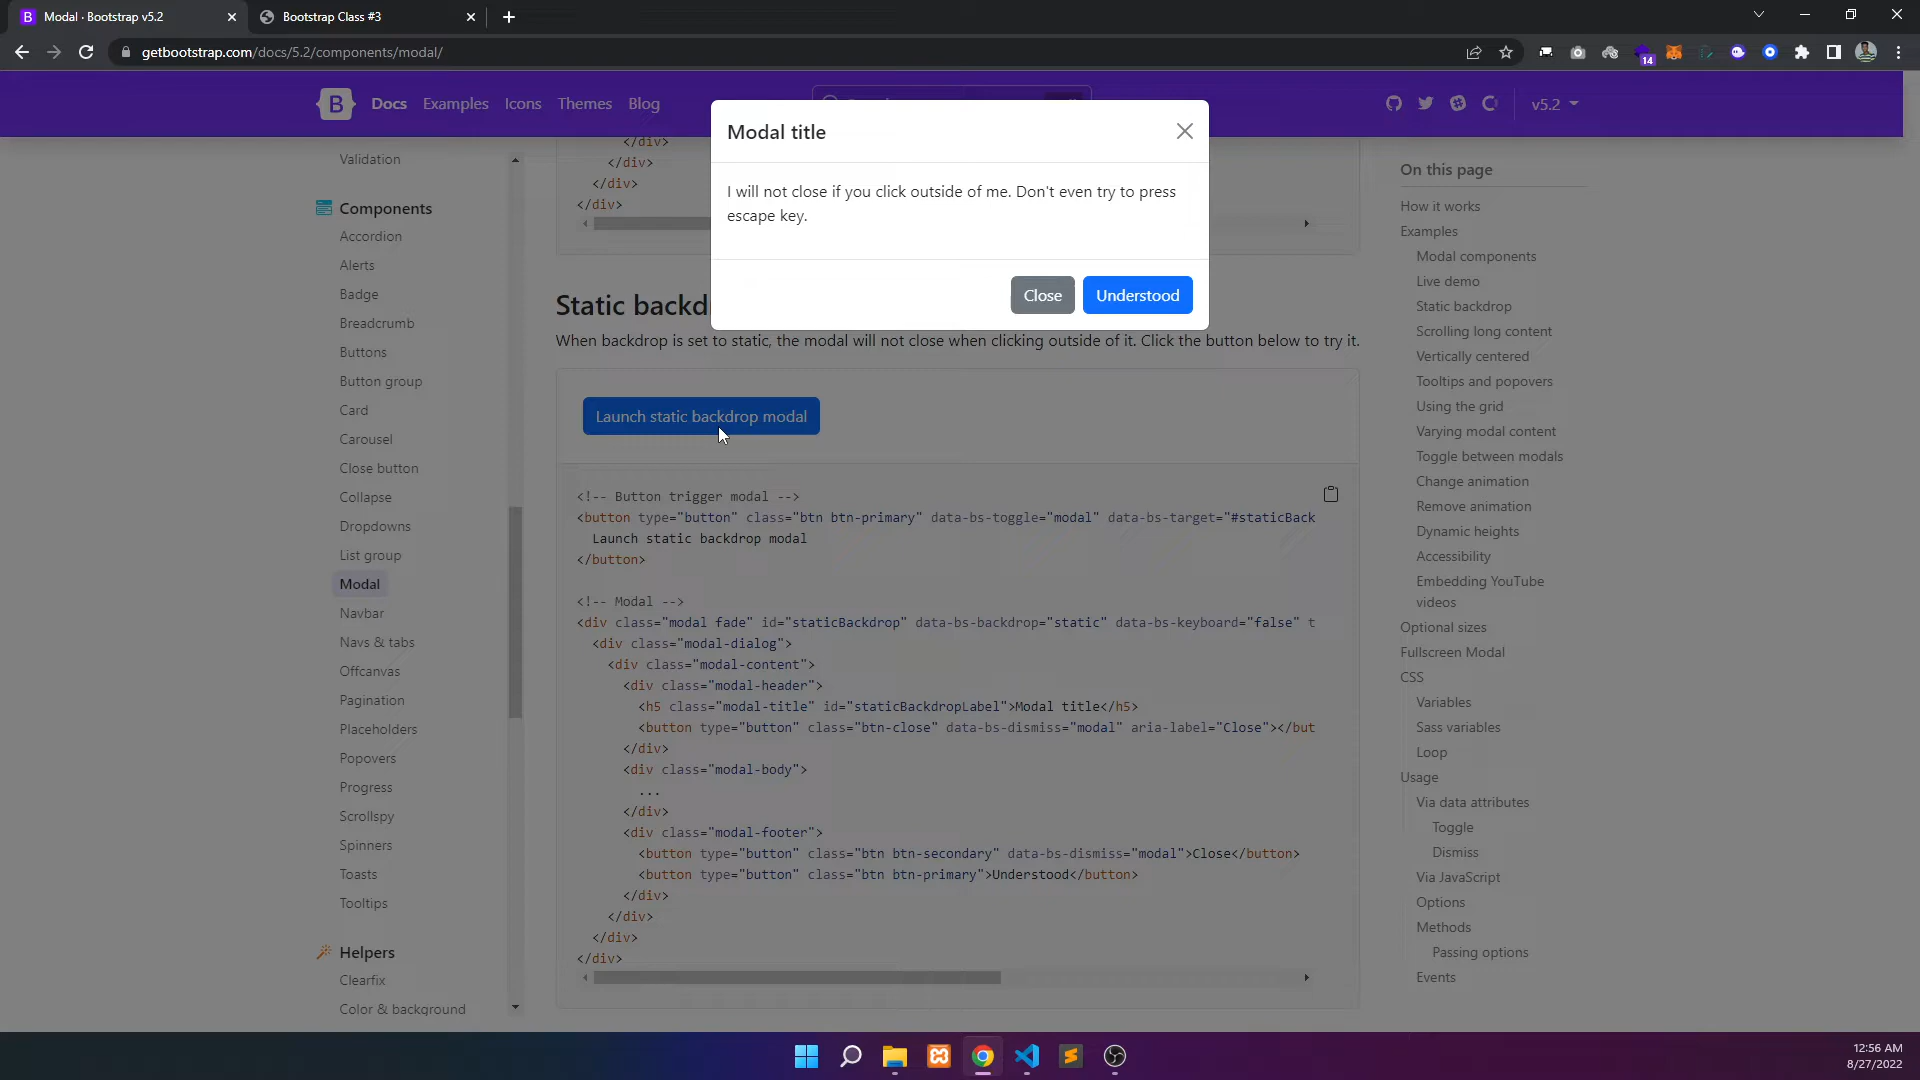 Modal · Bootstrap v5.2
Bootstrap Class #3
getbootstrap.com/docs/5.2/components/modal/
14
B
Docs
Examples
Icons
Themes
Blog
v5.2
Validation
Components
Accordion
Alerts
Badge
Breadcrumb
Buttons
Button group
Card
Carousel
Close button
Collapse
Dropdowns
List group
Modal
Navbar
Navs & tabs
Offcanvas
Pagination
Placeholders
Popovers
Progress
Scrollspy
Spinners
Toasts
Tooltips
Helpers
Clearfix
Color & background
</div>
</div>
</div>
</div>
Modal title
I will not close if you click outside of me. Don't even try to press
escape key.
Close
Understood
Static backd
When backdrop is set to static, the modal will not close when clicking outside of it. Click the button below to try it.
Launch static backdrop modal
<!-- Button trigger modal -->
<button type="button" class="btn btn-primary" data-bs-toggle="modal" data-bs-target="#staticBack
Launch static backdrop modal
</button>
<!-- Modal -->
<div class="modal fade" id="staticBackdrop" data-bs-backdrop="static" data-bs-keyboard="false" t
<div class="modal-dialog">
<div class="modal-content">
<div class="modal-header">
<h5 class="modal-title" id="staticBackdropLabel">Modal title</h5>
<button type="button" class="btn-close" data-bs-dismiss="modal" aria-label="Close"></but
</div>
<div class="modal-body">
...
</div>
<div class="modal-footer">
<button type="button" class="btn btn-secondary" data-bs-dismiss="modal">Close</button>
<button type="button" class="btn btn-primary">Understood</button>
</div>
</div>
</div>
</div>
On this page
How it works
Examples
Modal components
Live demo
Static backdrop
Scrolling long content
Vertically centered
Tooltips and popovers
Using the grid
Varying modal content
Toggle between modals
Change animation
Remove animation
Dynamic heights
Accessibility
Embedding YouTube
videos
Optional sizes
Fullscreen Modal
CSS
Variables
Sass variables
Loop
Usage
Via data attributes
Toggle
Dismiss
Via JavaScript
Options
Methods
Passing options
Events
12:56 AM
8/27/2022